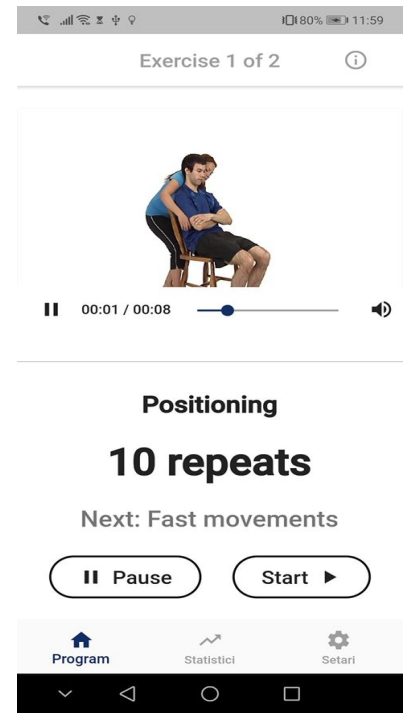 80% 11:59
Exercise 1 of 2
00:01 / 00:08
Positioning
10 repeats
Next: Fast movements
Pause Start
Program Statistici Setari